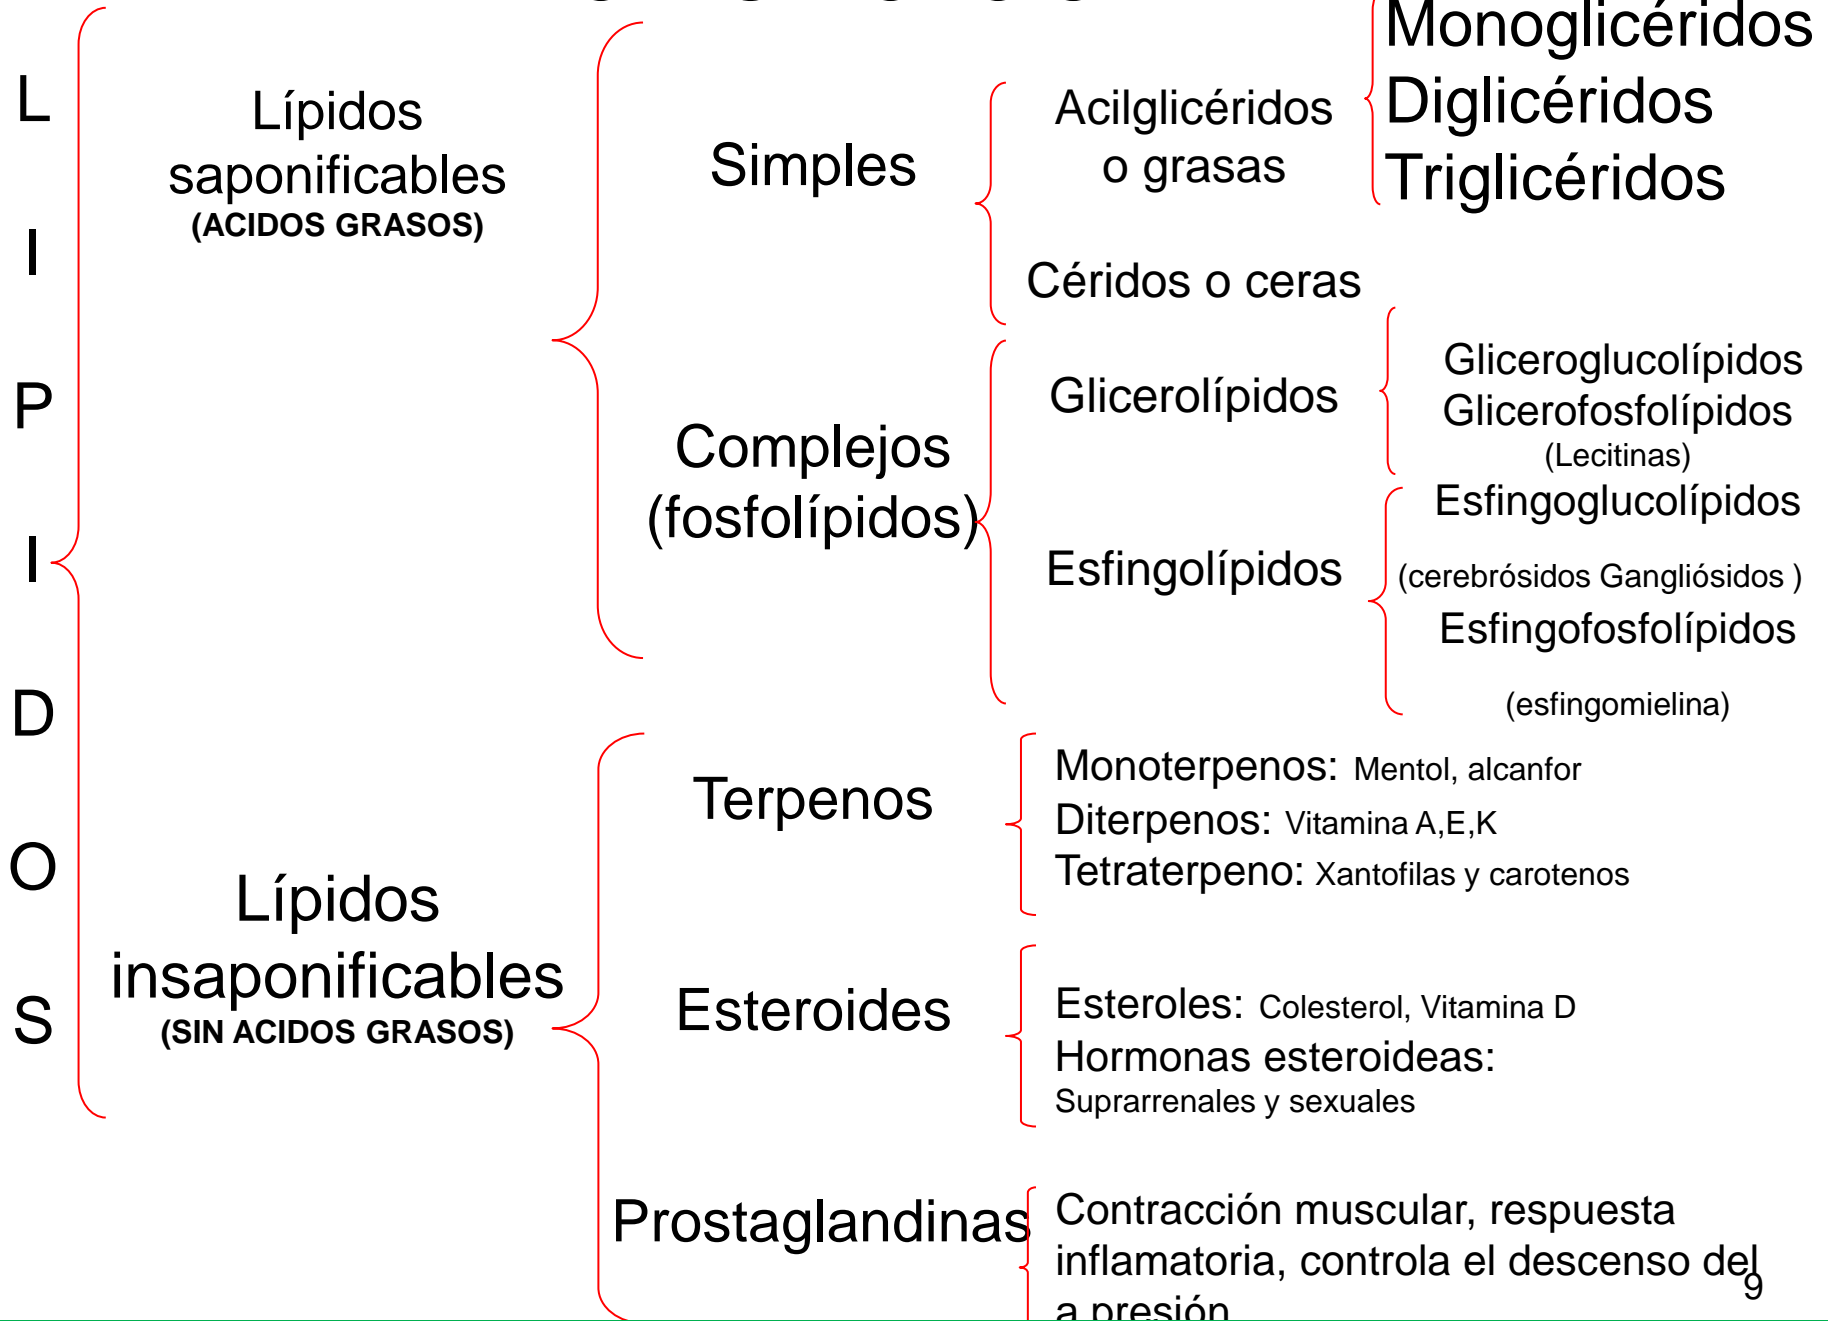 L
I
P
I
D
O
S
Lípidos
saponificables
(ACIDOS GRASOS)
Simples
Acilglicéridos
o grasas
Monoglicéridos
Diglicéridos
Triglicéridos
Céridos o ceras
Complejos
(fosfolípidos)
Glicerolípidos
Gliceroglucolípidos
Glicerofosfolípidos
(Lecitinas)
Esfingolípidos
Esfingoglucolípidos
(cerebrósidos Gangliósidos )
Esfingofosfolípidos
(esfingomielina)
Lípidos
insaponificables
(SIN ACIDOS GRASOS)
Terpenos
Monoterpenos: Mentol, alcanfor
Diterpenos: Vitamina A,E,K
Tetraterpeno: Xantofilas y carotenos
Esteroides
Esteroles: Colesterol, Vitamina D
Hormonas esteroideas:
Suprarrenales y sexuales
Prostaglandinas
Contracción muscular, respuesta
inflamatoria, controla el descenso del
a presión
9